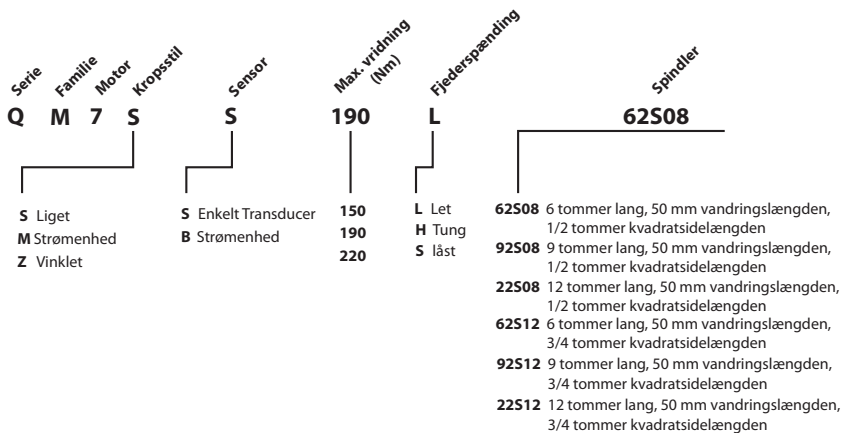 Serie Familie Motor Kropsstil Sensor Max. vridning (Nm) Fjederspænding Spindler
Q M 7 S S 190 L 62S08
S Liget
M Strømenhed
Z Vinklet
S Enkelt Transducer
B Strømenhed
150
190
220
L Let
H Tung
S låst
62S08 6 tommer lang, 50 mm vandringslængden,
1/2 tommer kvadratsidelængden
92S08 9 tommer lang, 50 mm vandringslængden,
1/2 tommer kvadratsidelængden
22S08 12 tommer lang, 50 mm vandringslængden,
1/2 tommer kvadratsidelængden
62S12 6 tommer lang, 50 mm vandringslængden,
3/4 tommer kvadratsidelængden
92S12 9 tommer lang, 50 mm vandringslængden,
3/4 tommer kvadratsidelængden
22S12 12 tommer lang, 50 mm vandringslængden,
3/4 tommer kvadratsidelængden